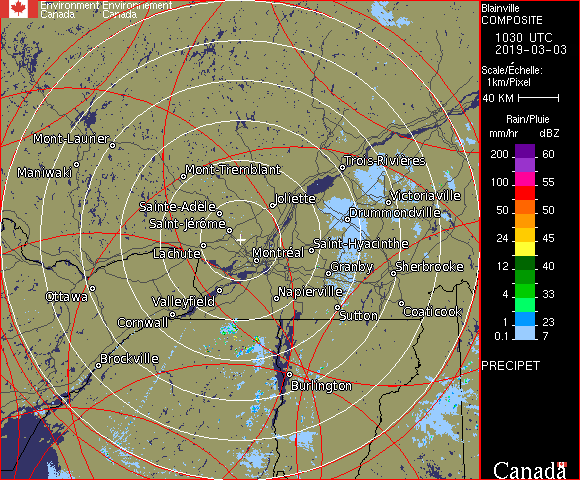 Environment Environnement
Canada Canada
Blainville
COMPOSITE
1030 UTC
2019-03-03
Scale/Échelle:
1km/Pixel
40 KM
Rain/Pluie
mm/hr dBZ
200 60
100 55
50 50
24 45
12 40
4 33
1 23
0.1 7
PRECIPET
Mont-Laurier
Maniwaki
Mont-Tremblant
Trois-Rivières
Joliette
Victoriaville
Sainte-Adèle
Drummondville
Saint-Jérôme
Lachute
Montréal
Saint-Hyacinthe
Granby
Sherbrooke
Ottawa
Valleyfield
Napierville
Cornwall
Sutton
Coaticook
Brockville
Burlington
Canada